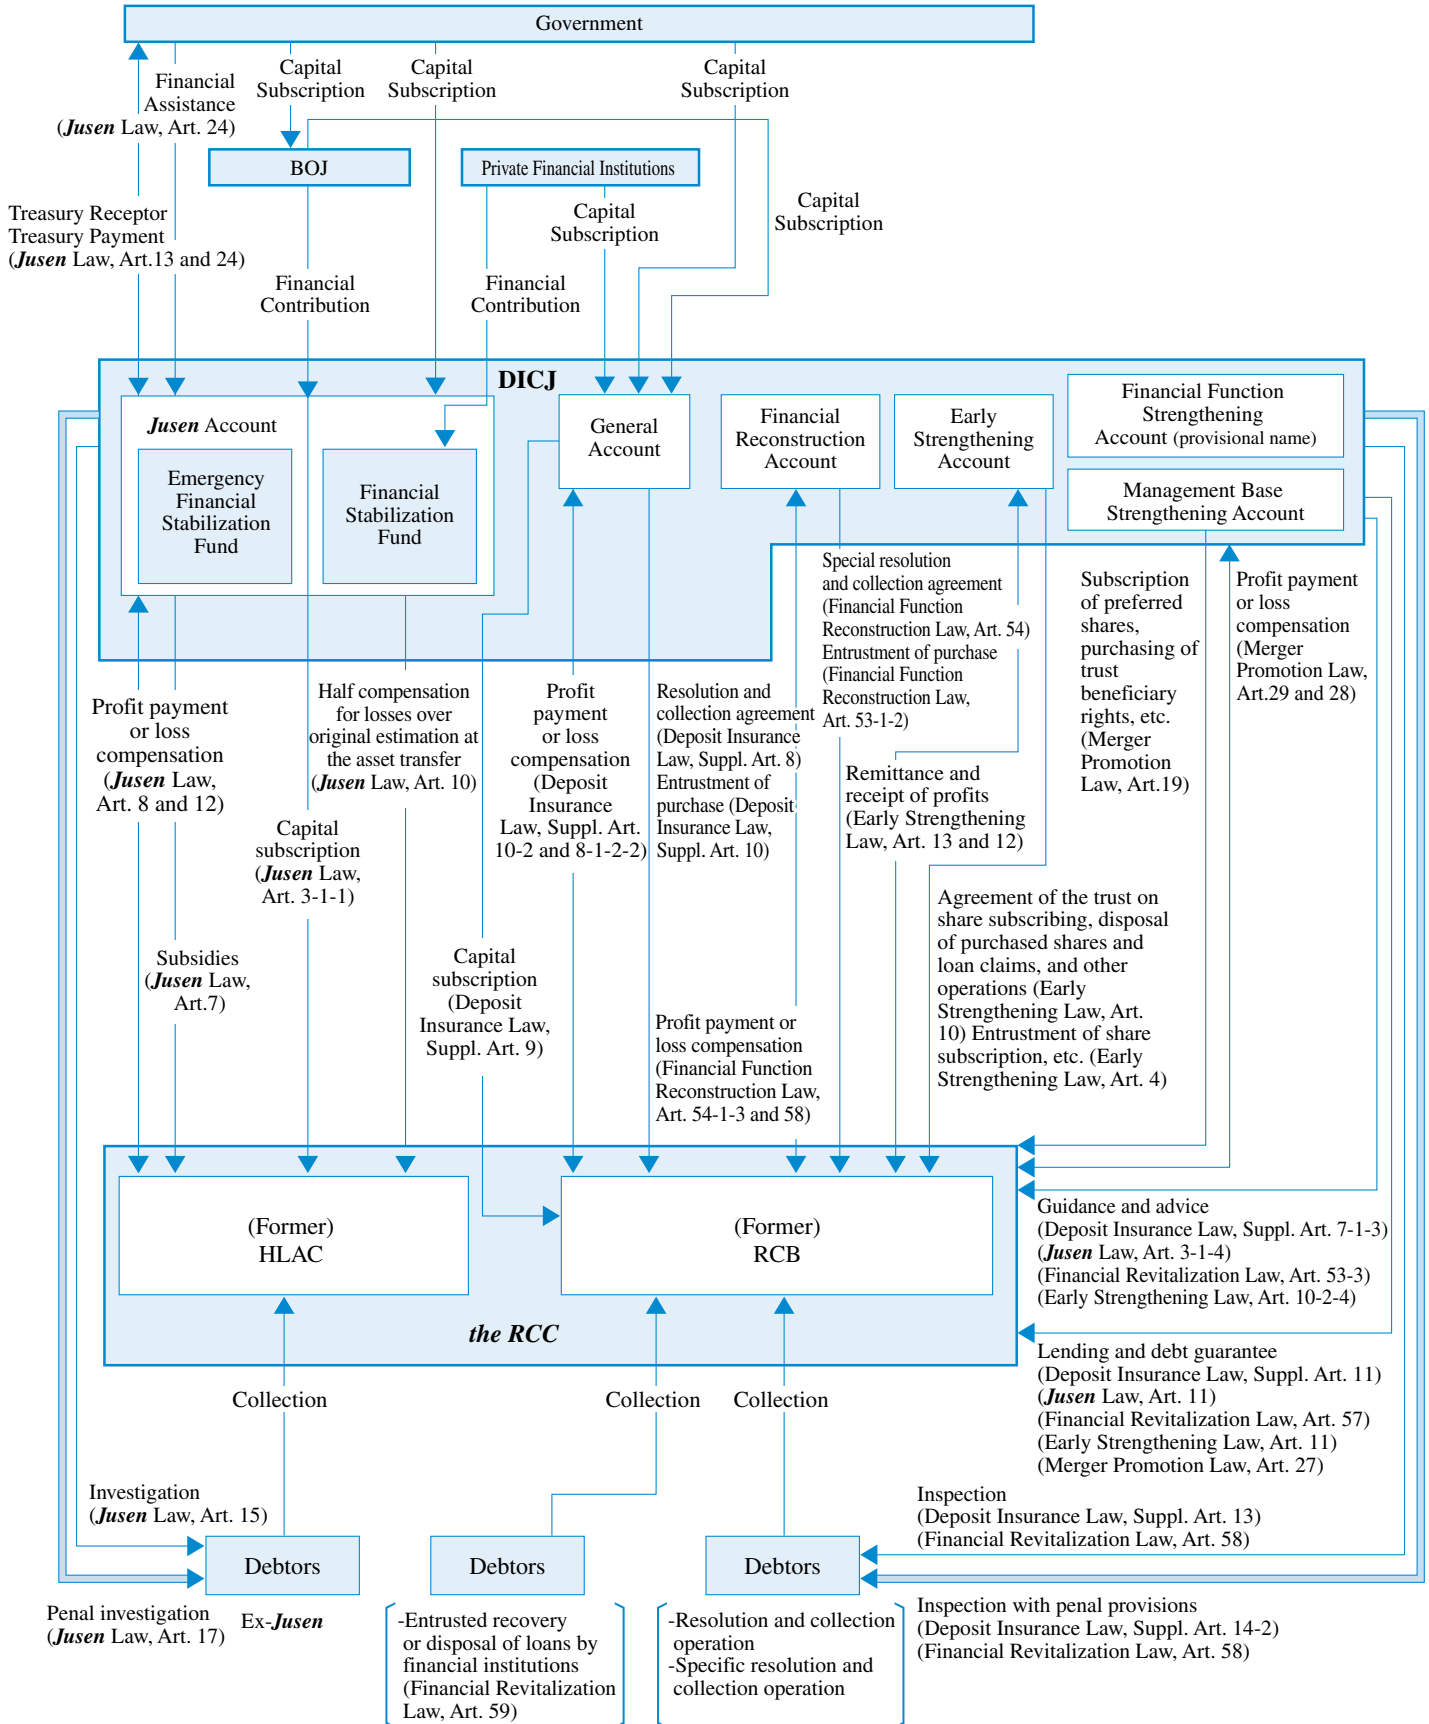 Government
Financial
Assistance
(Jusen Law, Art. 24)
Capital
Subscription
Capital
Subscription
Capital
Subscription
BOJ
Private Financial Institutions
Treasury Receptor
Treasury Payment
(Jusen Law, Art.13 and 24)
Capital
Subscription
Capital
Subscription
Financial
Contribution
Financial
Contribution
DICJ
Jusen Account
Emergency
Financial
Stabilization
Fund
Financial
Stabilization
Fund
General
Account
Financial
Reconstruction
Account
Early
Strengthening
Account
Financial Function
Strengthening
Account (provisional name)
Management Base
Strengthening Account
Profit payment
or loss
compensation
(Jusen Law,
Art. 8 and 12)
Half compensation
for losses over
original estimation at
the asset transfer
(Jusen Law, Art. 10)
Profit
payment
or loss
compensation
(Deposit
Insurance
Law, Suppl. Art.
10-2 and 8-1-2-2)
Resolution and
collection agreement
(Deposit Insurance
Law, Suppl. Art. 8)
Entrustment of
purchase (Deposit
Insurance Law,
Suppl. Art. 10)
Special resolution
and collection agreement
(Financial Function
Reconstruction Law, Art. 54)
Entrustment of purchase
(Financial Function
Reconstruction Law,
Art. 53-1-2)
Subscription
of preferred
shares,
purchasing of
trust
beneficiary
rights, etc.
(Merger
Promotion
Law, Art.19)
Profit payment
or loss
compensation
(Merger
Promotion Law,
Art.29 and 28)
Remittance and
receipt of profits
(Early Strengthening
Law, Art. 13 and 12)
Capital
subscription
(Jusen Law,
Art. 3-1-1)
Subsidies
(Jusen Law,
Art.7)
Capital
subscription
(Deposit
Insurance Law,
Suppl. Art. 9)
Profit payment or
loss compensation
(Financial Function
Reconstruction Law,
Art. 54-1-3 and 58)
Agreement of the trust on
share subscribing, disposal
of purchased shares and
loan claims, and other
operations (Early
Strengthening Law, Art.
10) Entrustment of share
subscription, etc. (Early
Strengthening Law, Art. 4)
(Former)
HLAC
(Former)
RCB
the RCC
Guidance and advice
(Deposit Insurance Law, Suppl. Art. 7-1-3)
(Jusen Law, Art. 3-1-4)
(Financial Revitalization Law, Art. 53-3)
(Early Strengthening Law, Art. 10-2-4)
Lending and debt guarantee
(Deposit Insurance Law, Suppl. Art. 11)
(Jusen Law, Art. 11)
(Financial Revitalization Law, Art. 57)
(Early Strengthening Law, Art. 11)
(Merger Promotion Law, Art. 27)
Collection
Collection
Collection
Investigation
(Jusen Law, Art. 15)
Inspection
(Deposit Insurance Law, Suppl. Art. 13)
(Financial Revitalization Law, Art. 58)
Debtors
Debtors
Debtors
Penal investigation
(Jusen Law, Art. 17)
Ex-Jusen
-Entrusted recovery
or disposal of loans by
financial institutions
(Financial Revitalization
Law, Art. 59)
-Resolution and collection
operation
-Specific resolution and
collection operation
Inspection with penal provisions
(Deposit Insurance Law, Suppl. Art. 14-2)
(Financial Revitalization Law, Art. 58)